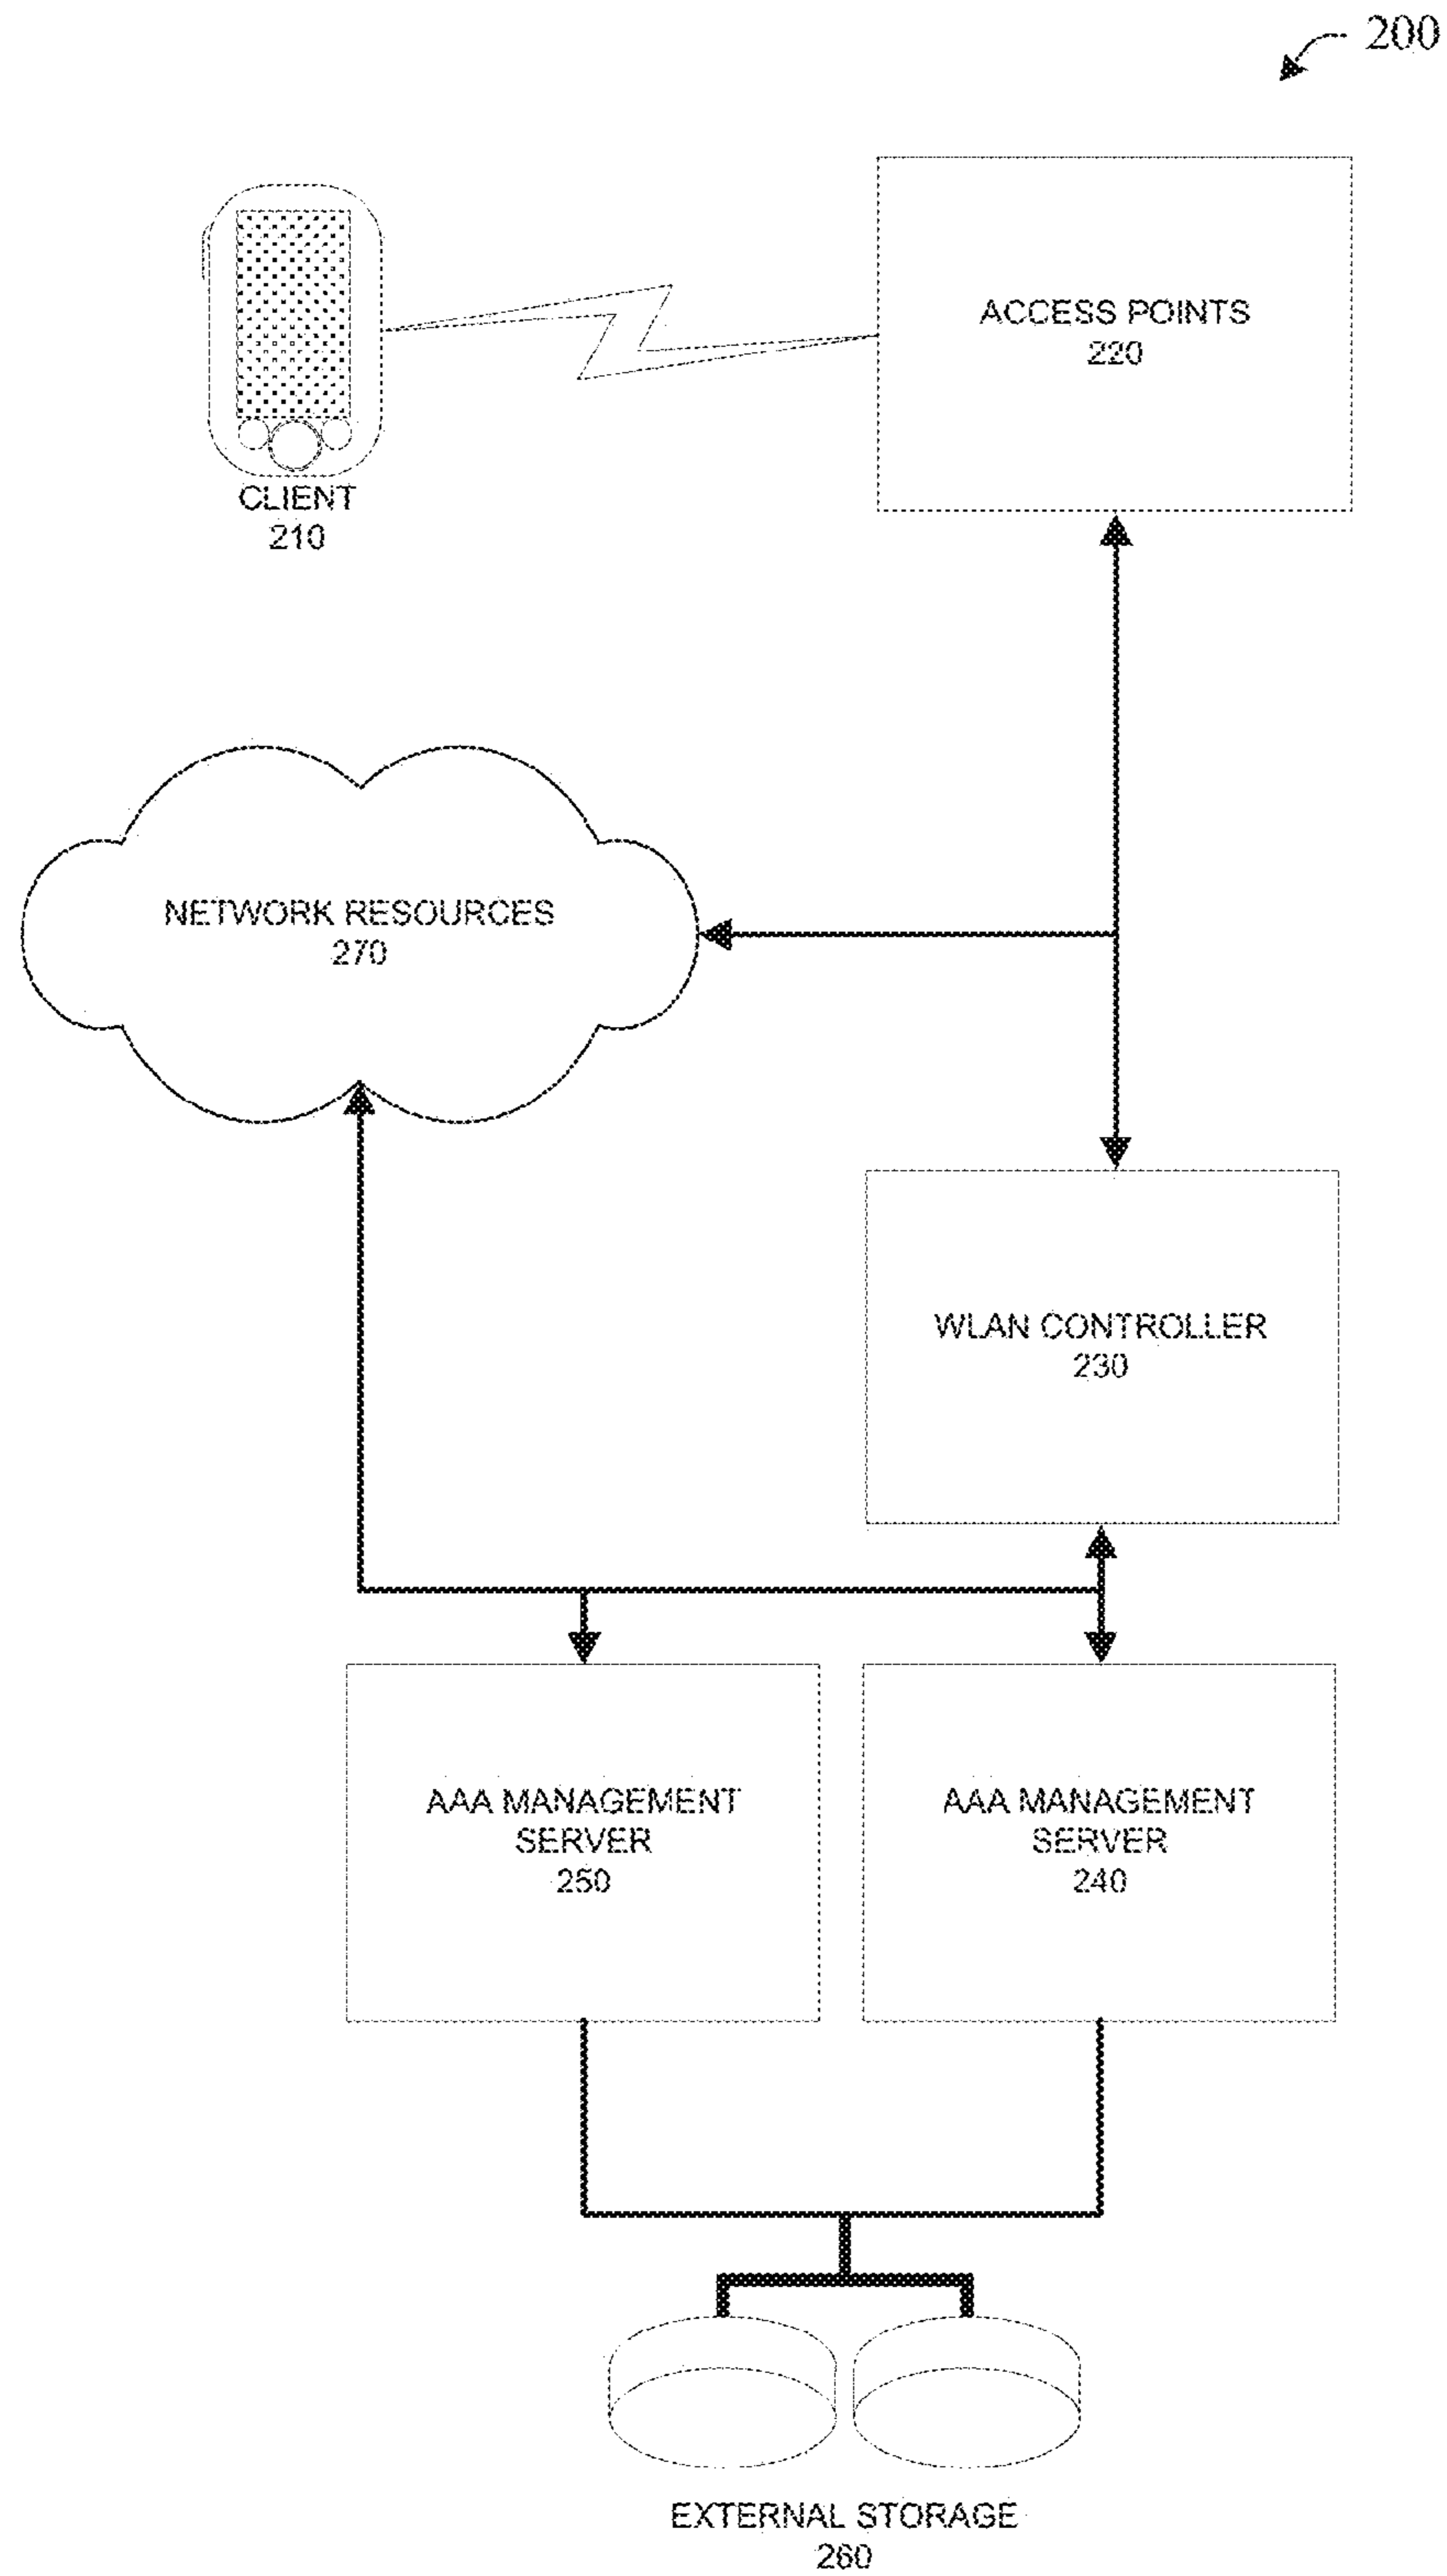 200
ACCESS POINTS
220
CLIENT
210
NETWORK RESOURCES
270
WLAN CONTROLLER
230
AAA MANAGEMENT
SERVER
250
AAA MANAGEMENT
SERVER
240
EXTERNAL STORAGE
260